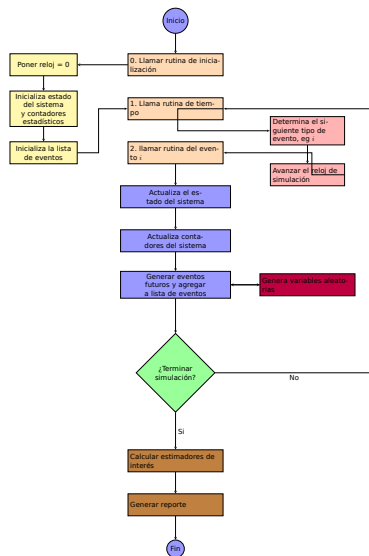 Inicio
Poner reloj = 0
0. Llamar rutina de inicia-
lización
Inicializa estado
del sistema
y contadores
estadísticos
1. Llama rutina de tiem-
po
Determina el si-
guiente tipo de
evento, eg i
Inicializa la lista
de eventos
2. llamar rutina del even-
to i
Avanzar el reloj de
simulación
Actualiza el es-
tado del sistema
Actualiza conta-
dores del sistema
Generar eventos
futuros y agregar
a lista de eventos
Genera variables aleato-
rias
¿Terminar
simulación?
No
Si
Calcular estimadores de
interés
Generar reporte
Fin